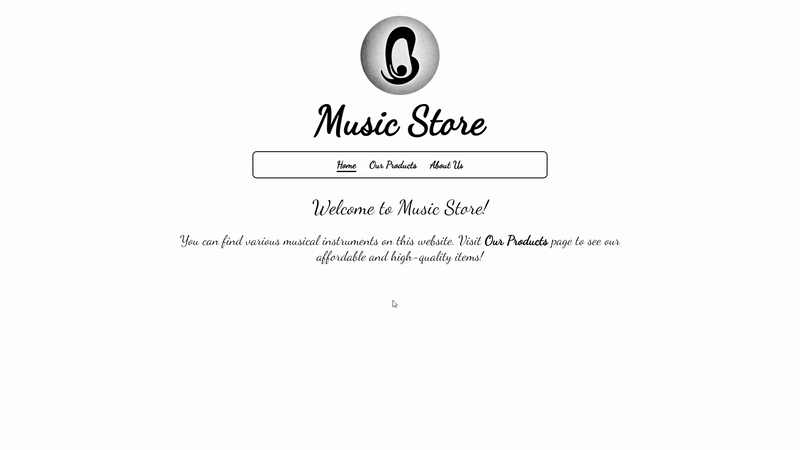 Music Store
Home Our Products About Us
Welcome to Music Store!
You can find various musical instruments on this website. Visit Our Products page to see our
affordable and high-quality items!